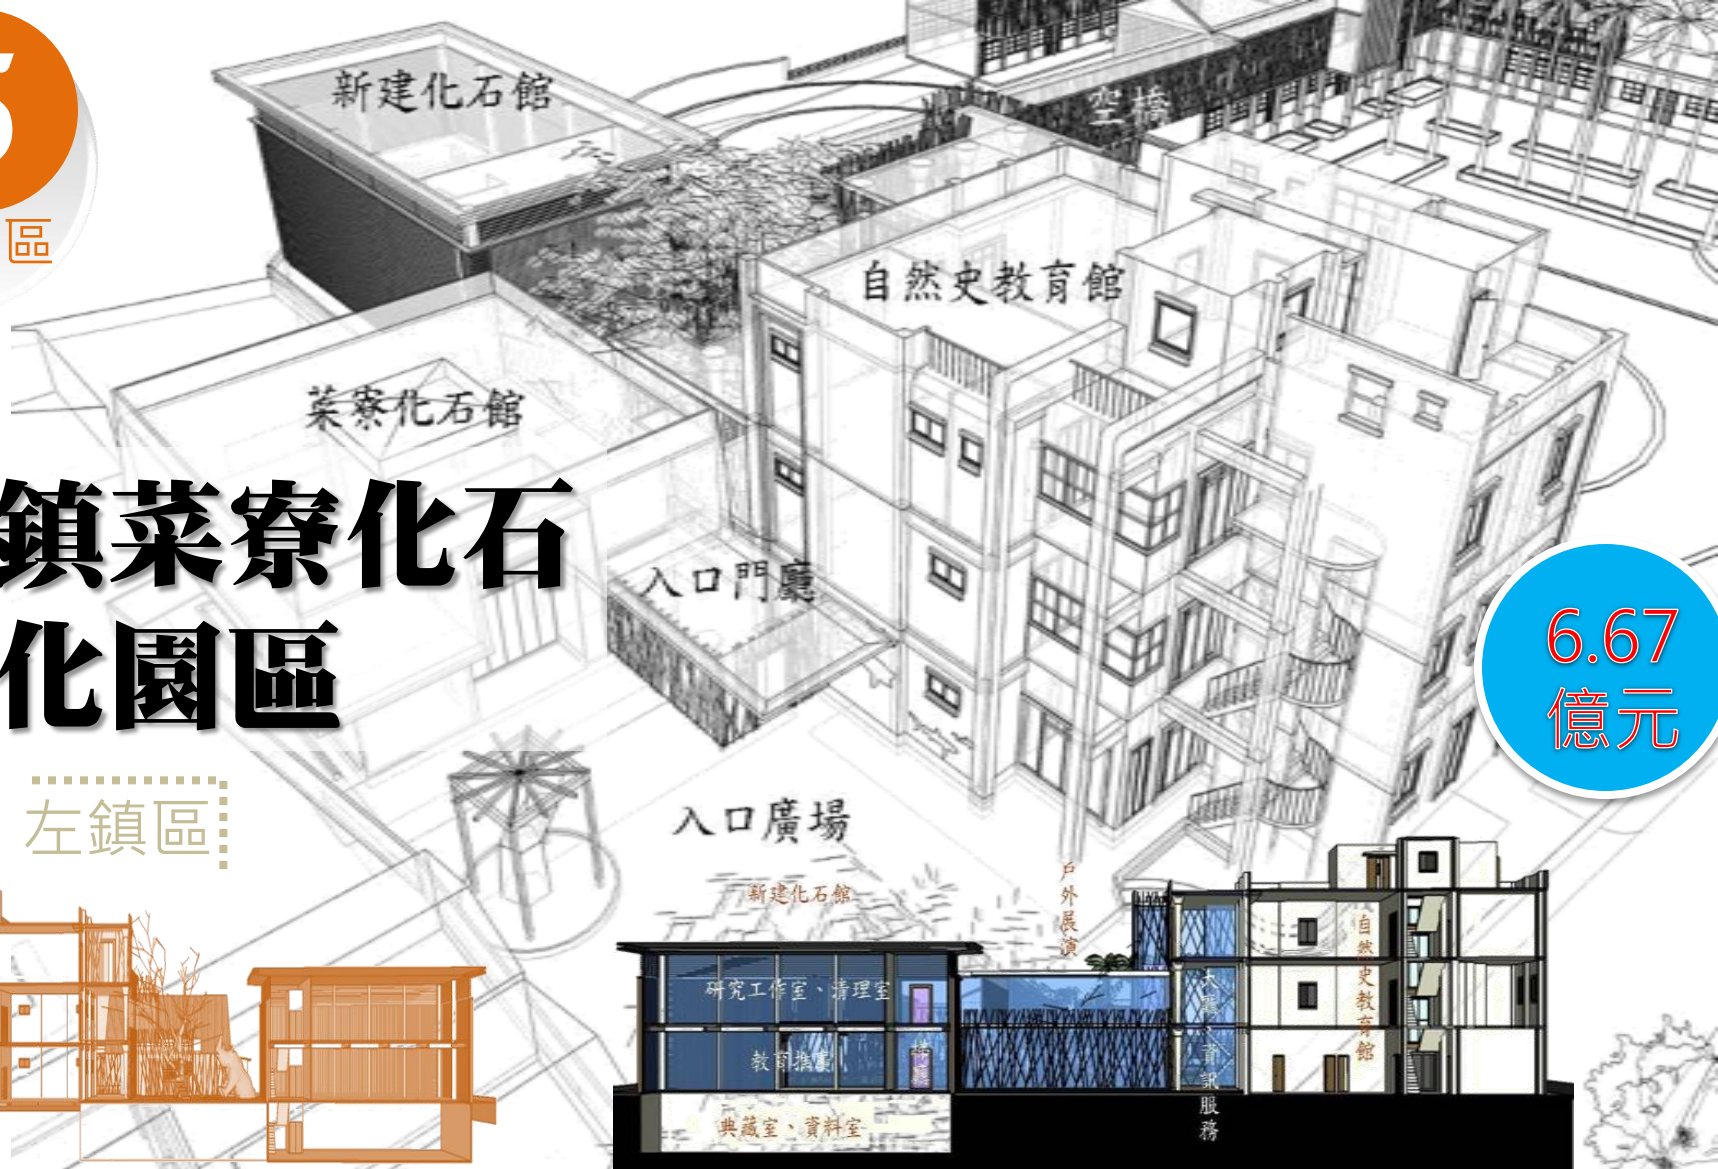 5
區
新建化石館
空橋
自然史教育館
菜寮化石館
鎮菜寮化石
化園區
入口門廳
6.67
億元
左鎮區
入口廣場
新建化石館
戶外展演
研究工作室、清理室
教育推廣
典藏室、資料室
大廳、資訊服務
自然史教育館